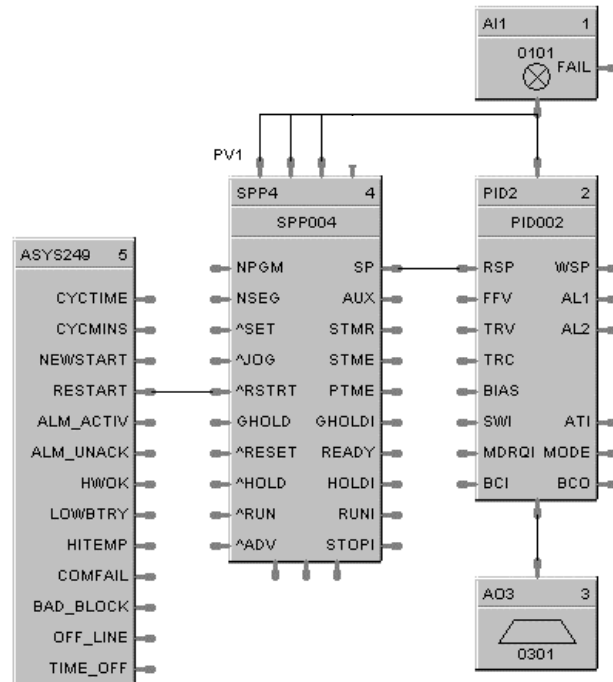 AI1 1
0101
FAIL
PV1
SPP4 4
SPP004
NPGM SP
NSEG AUX
^SET STMR
^JOG STME
^RSTRT PTME
GHOLD GHOLDI
^RESET READY
^HOLD HOLDI
^RUN RUNI
^ADV STOPI
PID2 2
PID002
RSP WSP
FFV AL1
TRV AL2
TRC
BIAS
SWI ATI
MDRQI MODE
BCI BCO
ASYS249 5
CYCTIME
CYCMINS
NEWSTART
RESTART
ALM_ACTIV
ALM_UNACK
HWOK
LOWBTRY
HITEMP
COMFAIL
BAD_BLOCK
OFF_LINE
TIME_OFF
AO3 3
0301